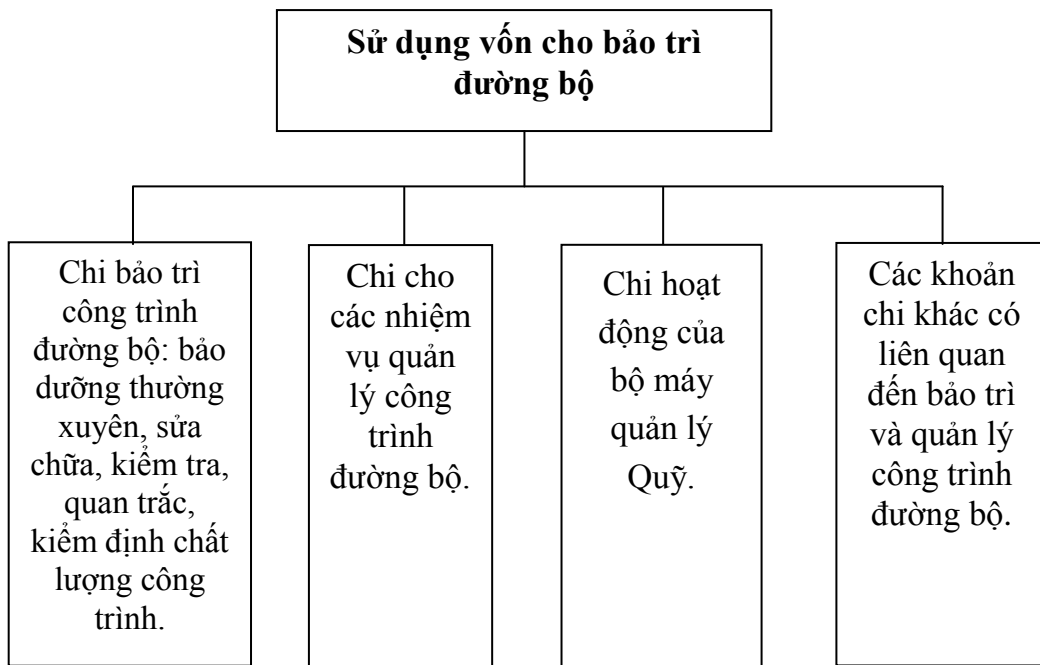 Sử dụng vốn cho bảo trì
đường bộ
Chi bảo trì
công trình
đường bộ: bảo
dưỡng thường
xuyên, sửa
chữa, kiểm tra,
quan trắc,
kiểm định chất
lượng công
trình.
Chi cho
các nhiệm
vụ quản
lý công
trình
đường bộ.
Chi hoạt
động của
bộ máy
quản lý
Quỹ.
Các khoản
chi khác có
liên quan
đến bảo trì
và quản lý
công trình
đường bộ.